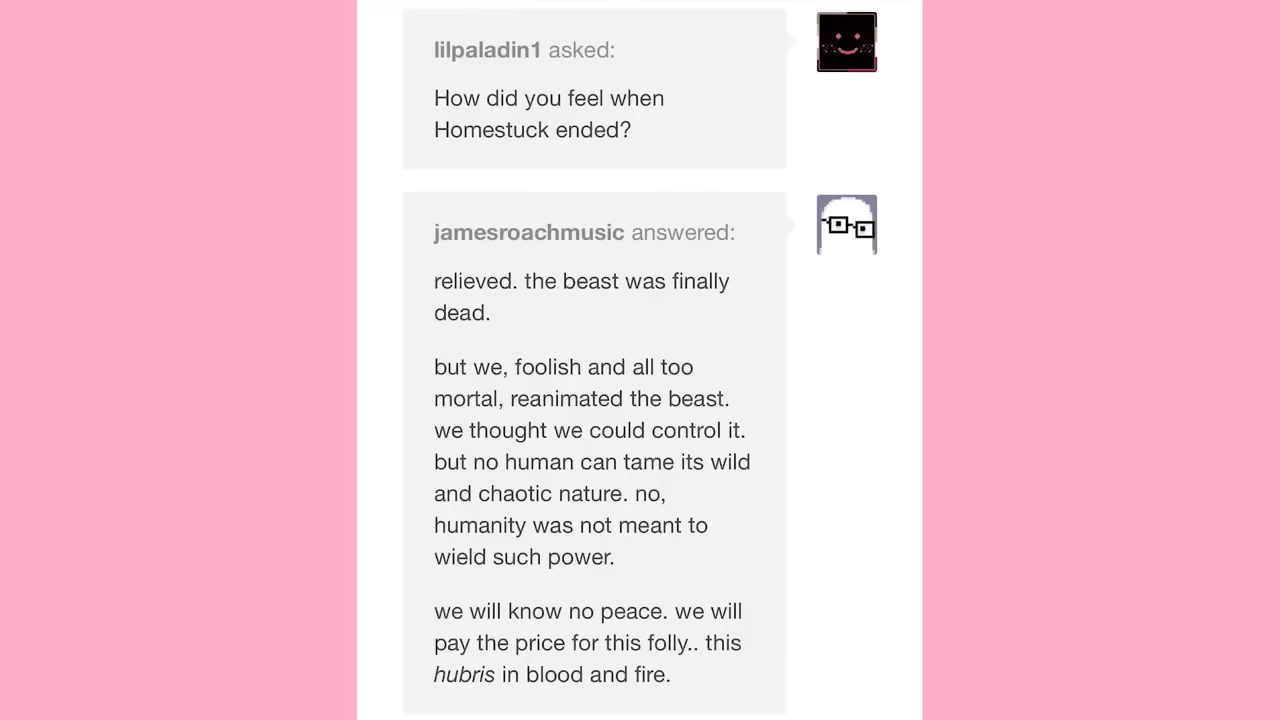 lilpaladin1 asked:
How did you feel when
Homestuck ended?
jamesroachmusic answered:
relieved. the beast was finally
dead.
but we, foolish and all too
mortal, reanimated the beast.
we thought we could control it.
but no human can tame its wild
and chaotic nature. no,
humanity was not meant to
wield such power.
we will know no peace. we will
pay the price for this folly.. this
hubris in blood and fire.